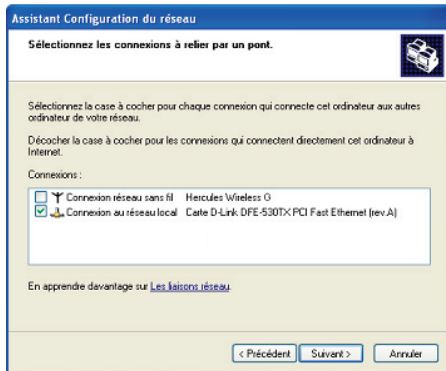 Assistant Configuration du réseau
Sélectionnez les connexions à relier par un pont.
Sélectionnez la case à cocher pour chaque connexion qui connecte cet ordinateur aux autres
ordinateur de votre réseau.
Décocher la case à cocher pour les connexions qui connectent directement cet ordinateur à
Internet.
Connexions :
Connexion réseau sans fil Hercules Wireless G
Connexion au réseau local Carte D-Link DFE-530TX PCI Fast Ethernet (rev.A)
En apprendre davantage sur Les liaisons réseau.
< Précédent Suivant > Annuler